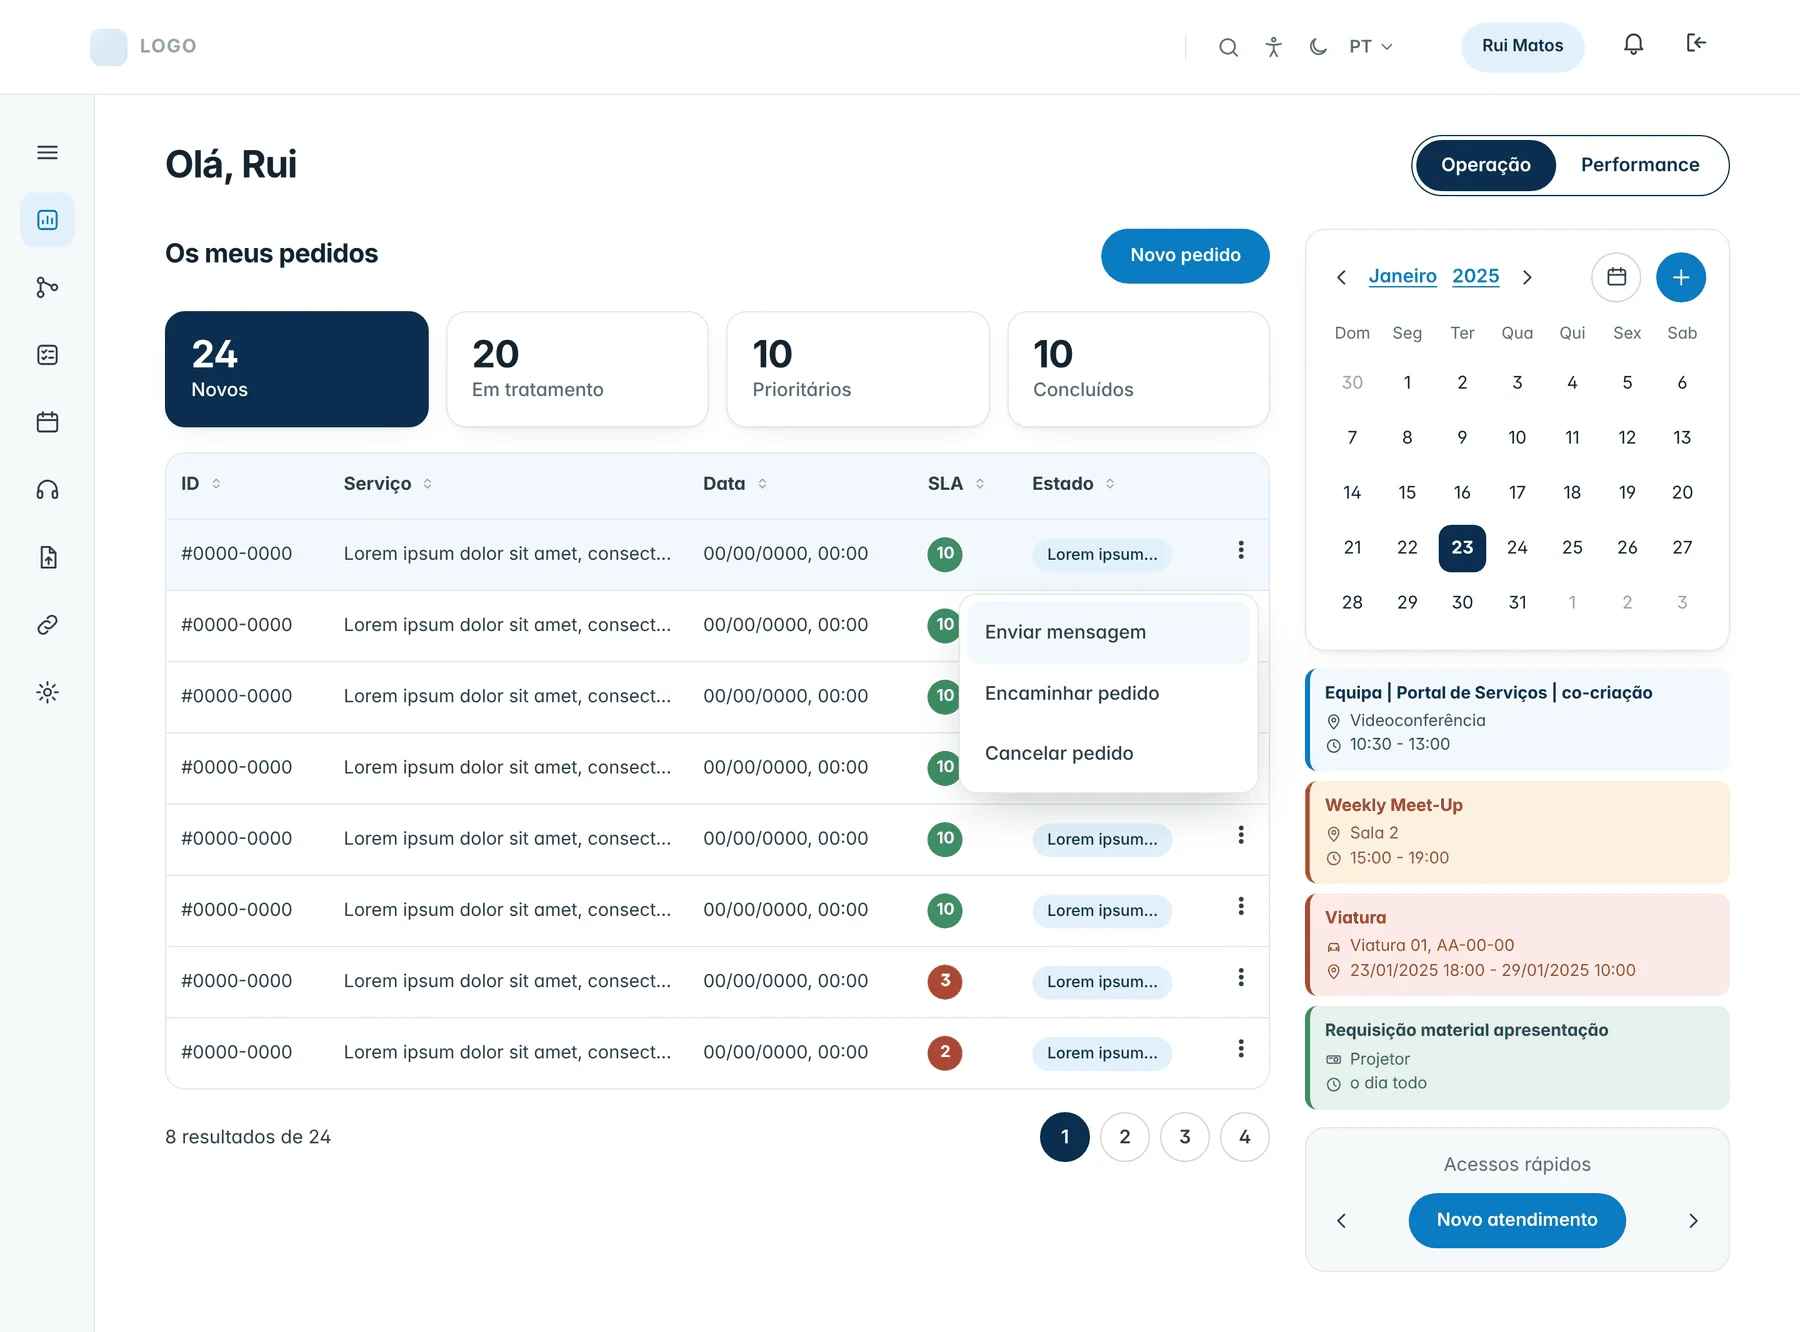 LOGO
PT
Rui Matos
Olá, Rui
Operação
Performance
Os meus pedidos
Novo pedido
24
Novos
20
Em tratamento
10
Prioritários
10
Concluídos
ID Serviço Data SLA Estado
#0000-0000 Lorem ipsum dolor sit amet, consect... 00/00/0000, 00:00 10 Lorem ipsum...
#0000-0000 Lorem ipsum dolor sit amet, consect... 00/00/0000, 00:00 10
#0000-0000 Lorem ipsum dolor sit amet, consect... 00/00/0000, 00:00 10
#0000-0000 Lorem ipsum dolor sit amet, consect... 00/00/0000, 00:00 10
#0000-0000 Lorem ipsum dolor sit amet, consect... 00/00/0000, 00:00 10 Lorem ipsum...
#0000-0000 Lorem ipsum dolor sit amet, consect... 00/00/0000, 00:00 10 Lorem ipsum...
#0000-0000 Lorem ipsum dolor sit amet, consect... 00/00/0000, 00:00 3 Lorem ipsum...
#0000-0000 Lorem ipsum dolor sit amet, consect... 00/00/0000, 00:00 2 Lorem ipsum...
Enviar mensagem
Encaminhar pedido
Cancelar pedido
8 resultados de 24
1 2 3 4
Janeiro 2025
Dom Seg Ter Qua Qui Sex Sab
30 1 2 3 4 5 6
7 8 9 10 11 12 13
14 15 16 17 18 19 20
21 22 23 24 25 26 27
28 29 30 31 1 2 3
Equipa | Portal de Serviços | co-criação
Videoconferência
10:30 - 13:00
Weekly Meet-Up
Sala 2
15:00 - 19:00
Viatura
Viatura 01, AA-00-00
23/01/2025 18:00 - 29/01/2025 10:00
Requisição material apresentação
Projetor
o dia todo
Acessos rápidos
Novo atendimento